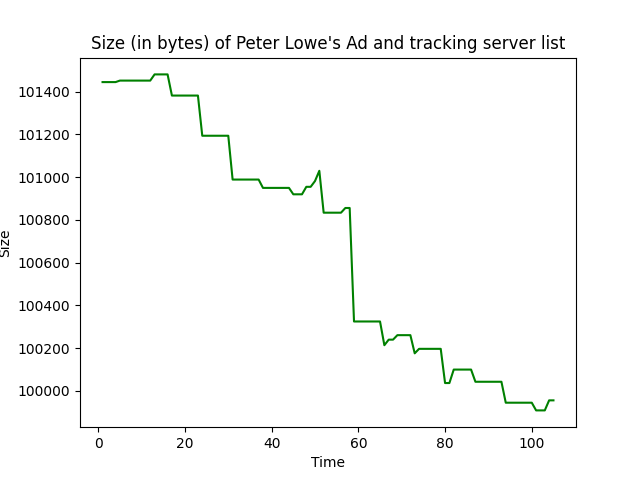 Size (in bytes) of Peter Lowe's Ad and tracking server list
101400
101200
101000
100800
100600
100400
100200
100000
Size
0 20 40 60 80 100
Time